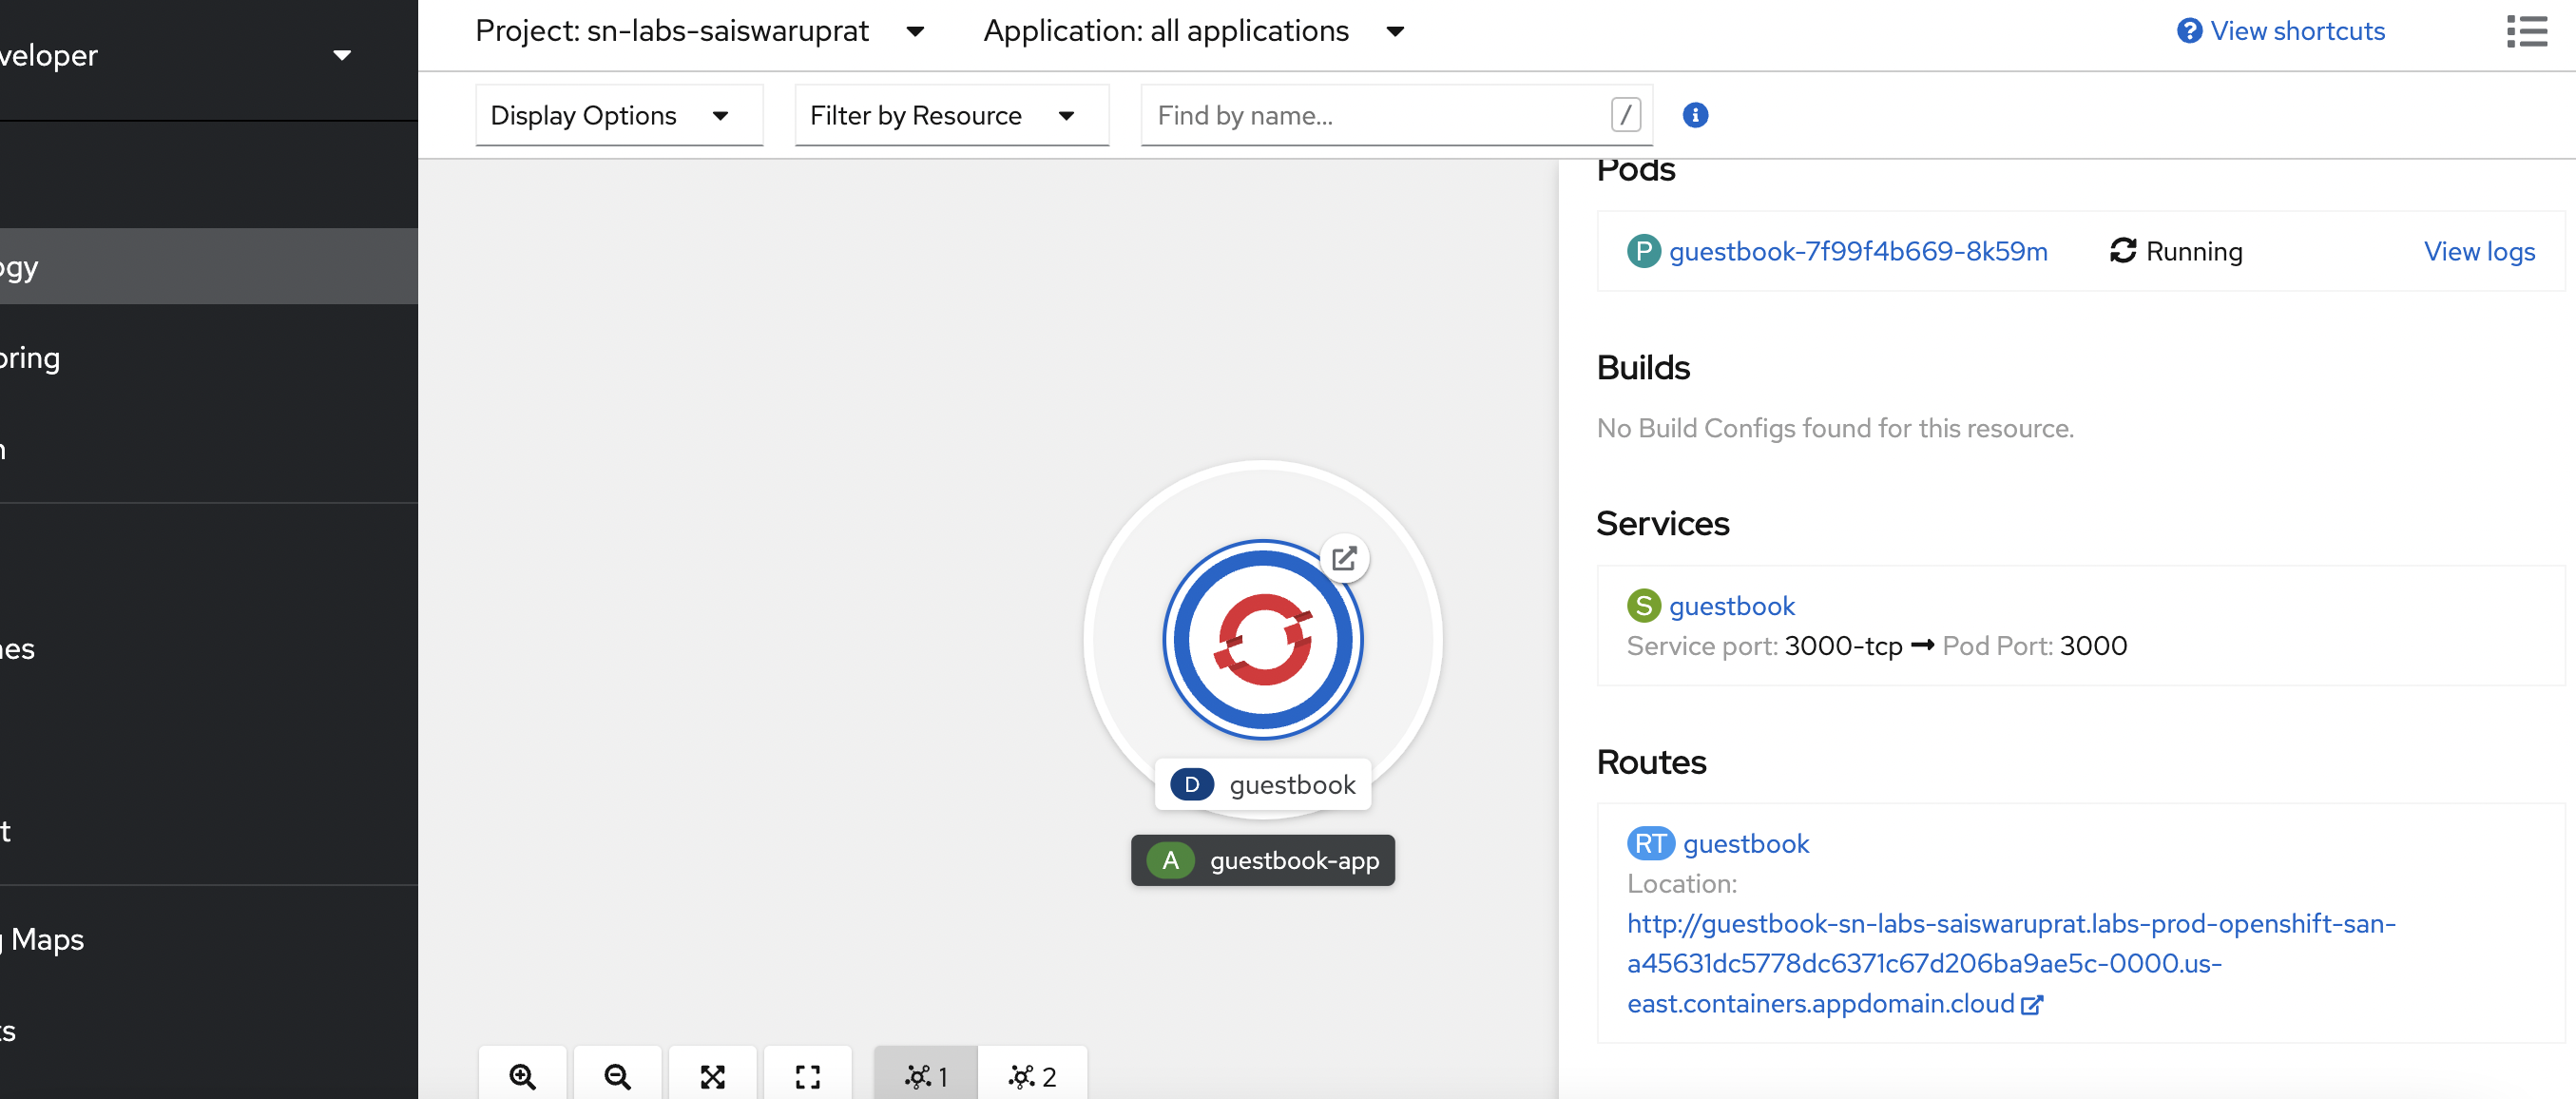 veloper
ogy
oring
n
nes
t
g Maps
ts
Project: sn-labs-saiswaruprat
Application: all applications
View shortcuts
Display Options
Filter by Resource
Find by name...
/
D guestbook
A guestbook-app
1
2
Pods
P guestbook-7f99f4b669-8k59m Running View logs
Builds
No Build Configs found for this resource.
Services
S guestbook
Service port: 3000-tcp → Pod Port: 3000
Routes
RT guestbook
Location:
http://guestbook-sn-labs-saiswaruprat.labs-prod-openshift-san-
a45631dc5778dc6371c67d206ba9ae5c-0000.us-
east.containers.appdomain.cloud